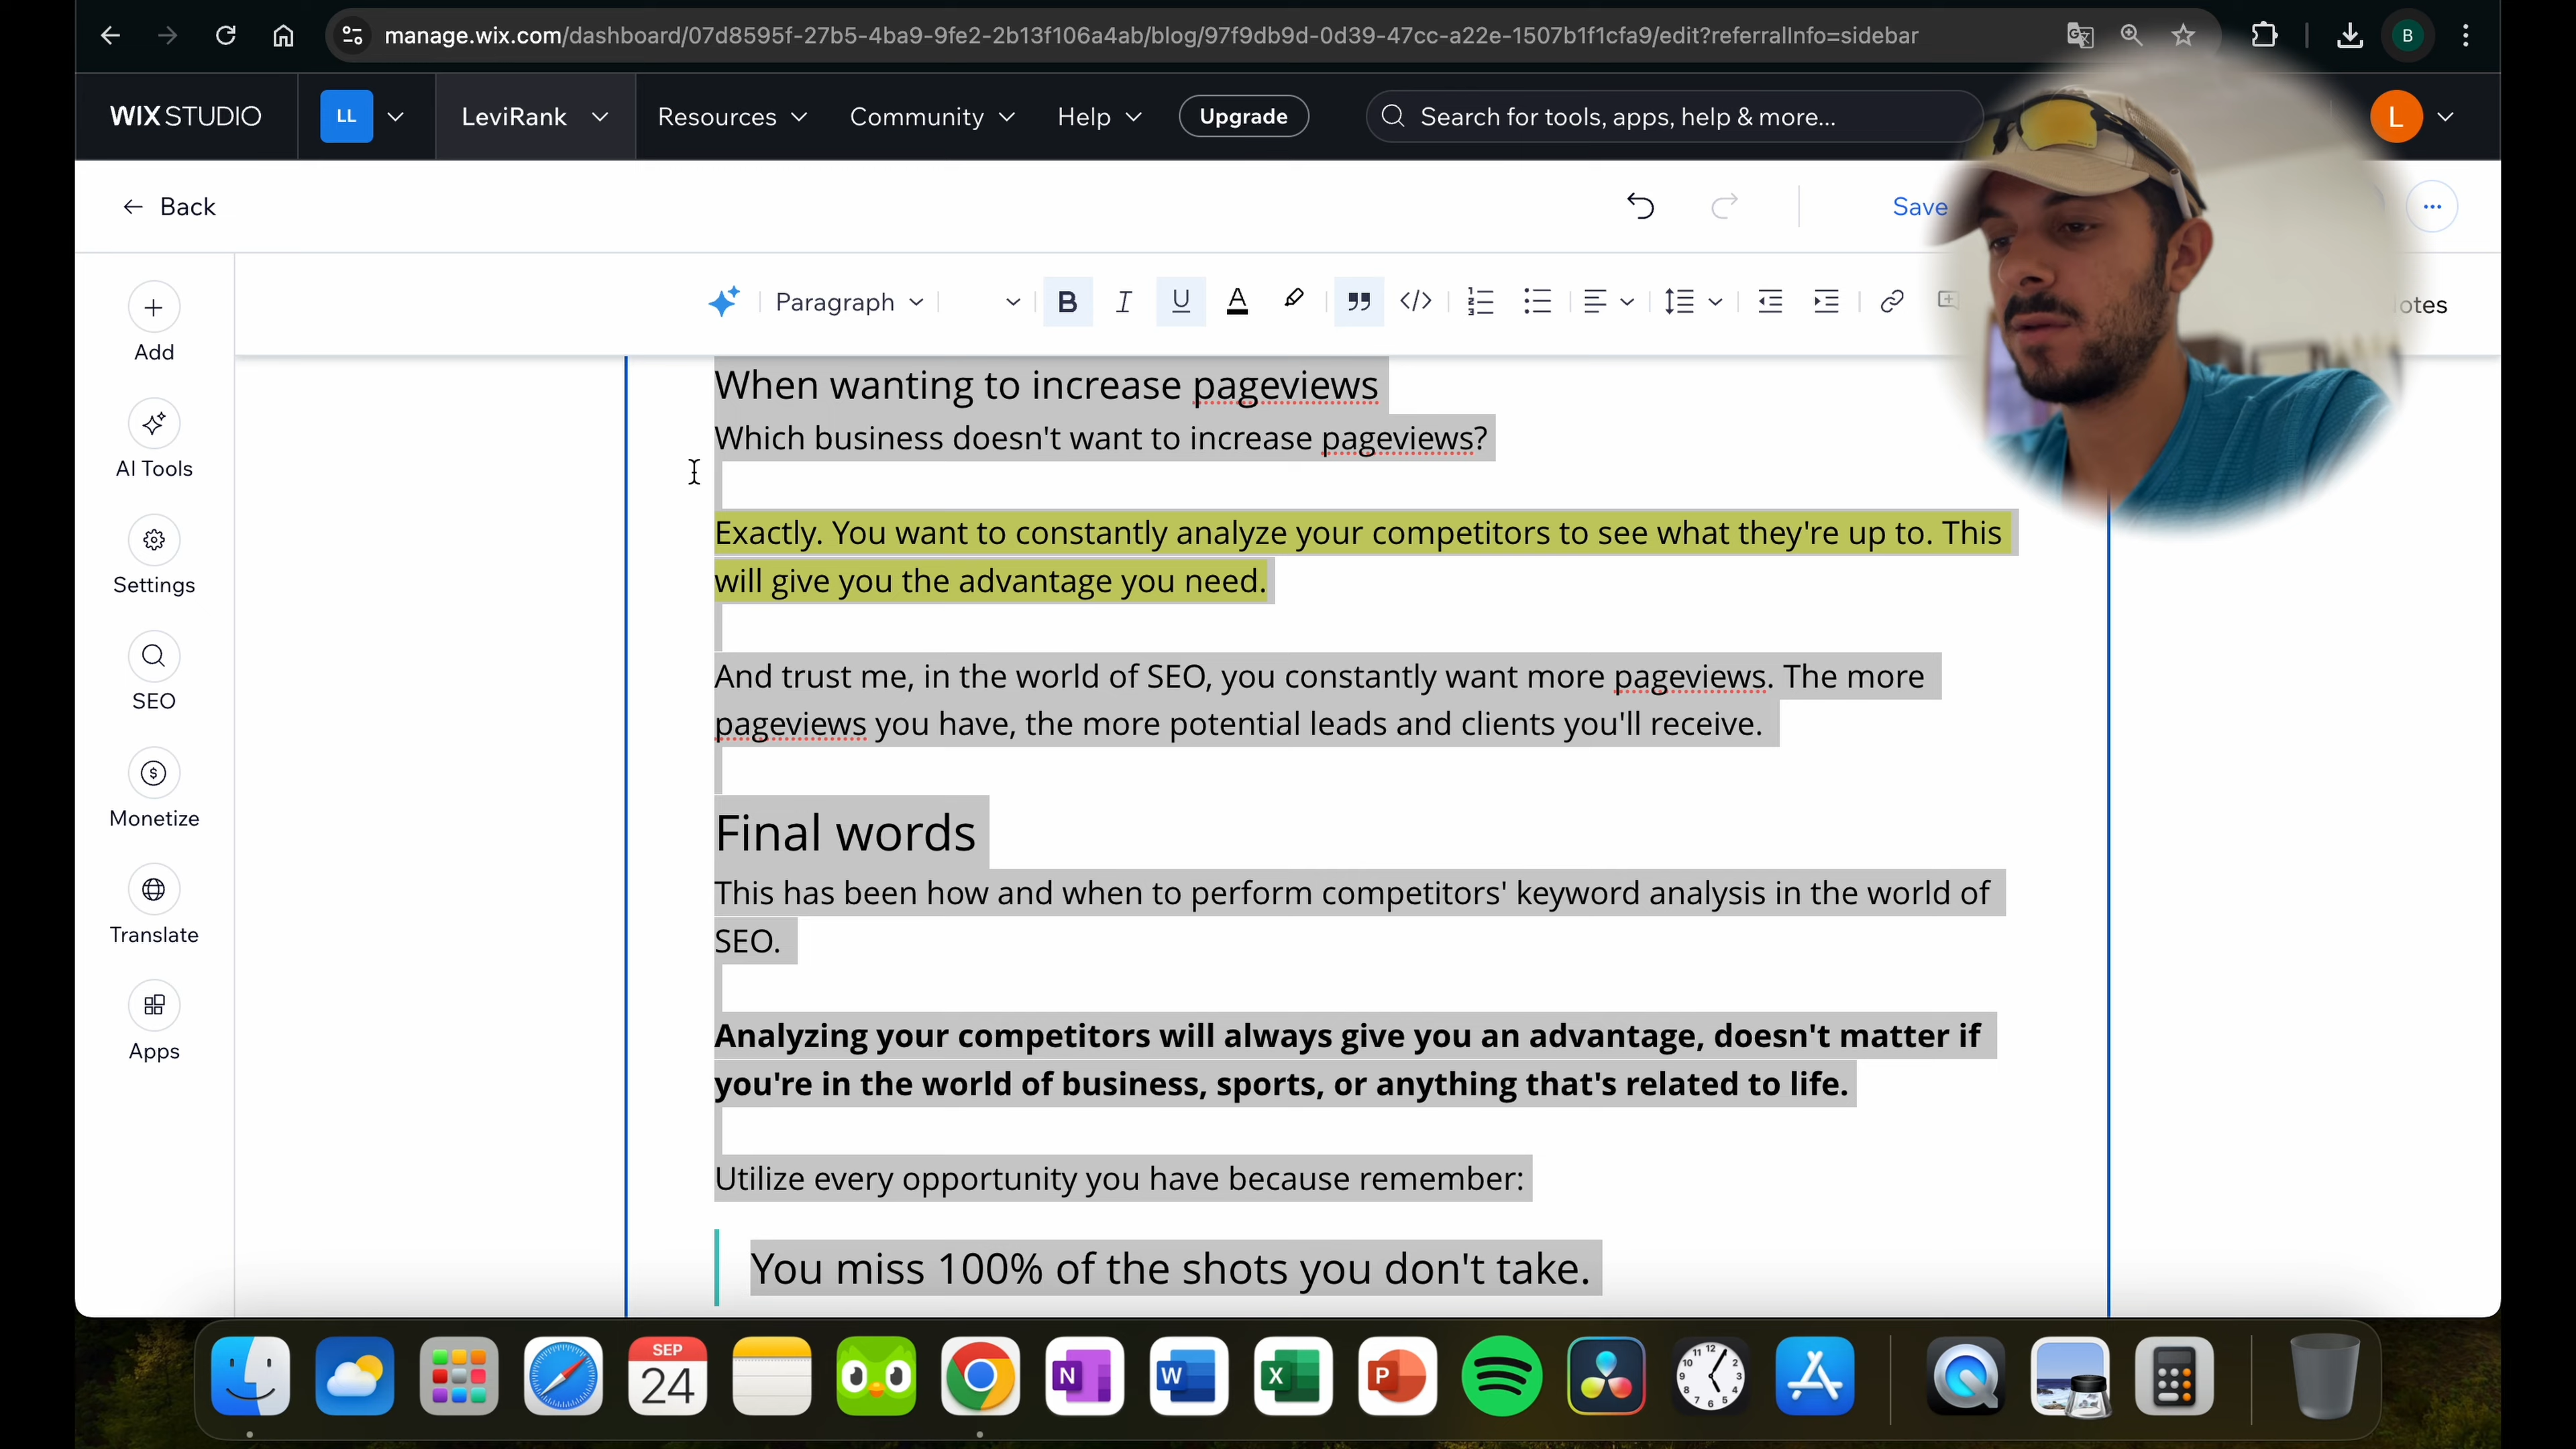 manage.wix.com/dashboard/07d8595f-27b5-4ba9-9fe2-2b13f106a4ab/blog/97f9db9d-0d39-47cc-a22e-1507b1f1cfa9/edit?referralInfo=sidebar
B
WIX STUDIO
LL
LeviRank
Resources
Community
Help
Upgrade
Search for tools, apps, help & more...
L
Back
Save
Paragraph
B
I
U
A
Add
AI Tools
Settings
SEO
Monetize
Translate
Apps
When wanting to increase pageviews
Which business doesn't want to increase pageviews?
Exactly. You want to constantly analyze your competitors to see what they're up to. This
will give you the advantage you need.
And trust me, in the world of SEO, you constantly want more pageviews. The more
pageviews you have, the more potential leads and clients you'll receive.
Final words
This has been how and when to perform competitors' keyword analysis in the world of
SEO.
Analyzing your competitors will always give you an advantage, doesn't matter if
you're in the world of business, sports, or anything that's related to life.
Utilize every opportunity you have because remember:
You miss 100% of the shots you don't take.
SEP
24
N
W
X
P